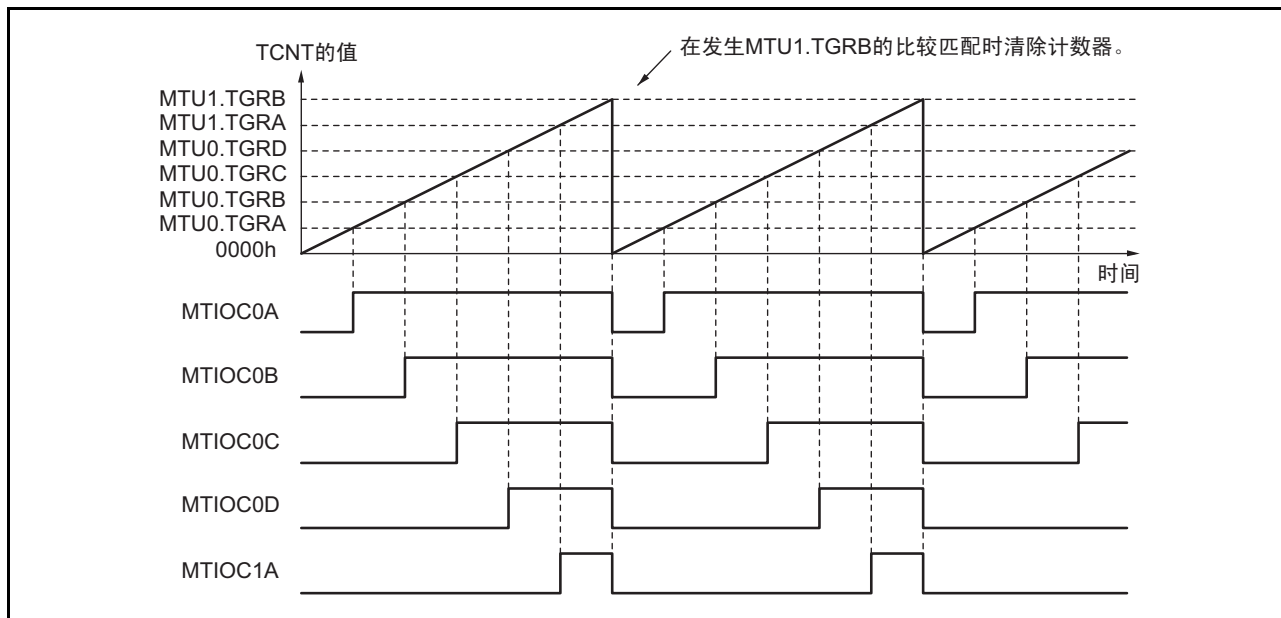 在发生MTU1.TGRB的比较匹配时清除计数器。
TCNT的值
MTU1.TGRB
MTU1.TGRA
MTU0.TGRD
MTU0.TGRC
MTU0.TGRB
MTU0.TGRA
0000h
时间
MTIOC0A
MTIOC0B
MTIOC0C
MTIOC0D
MTIOC1A